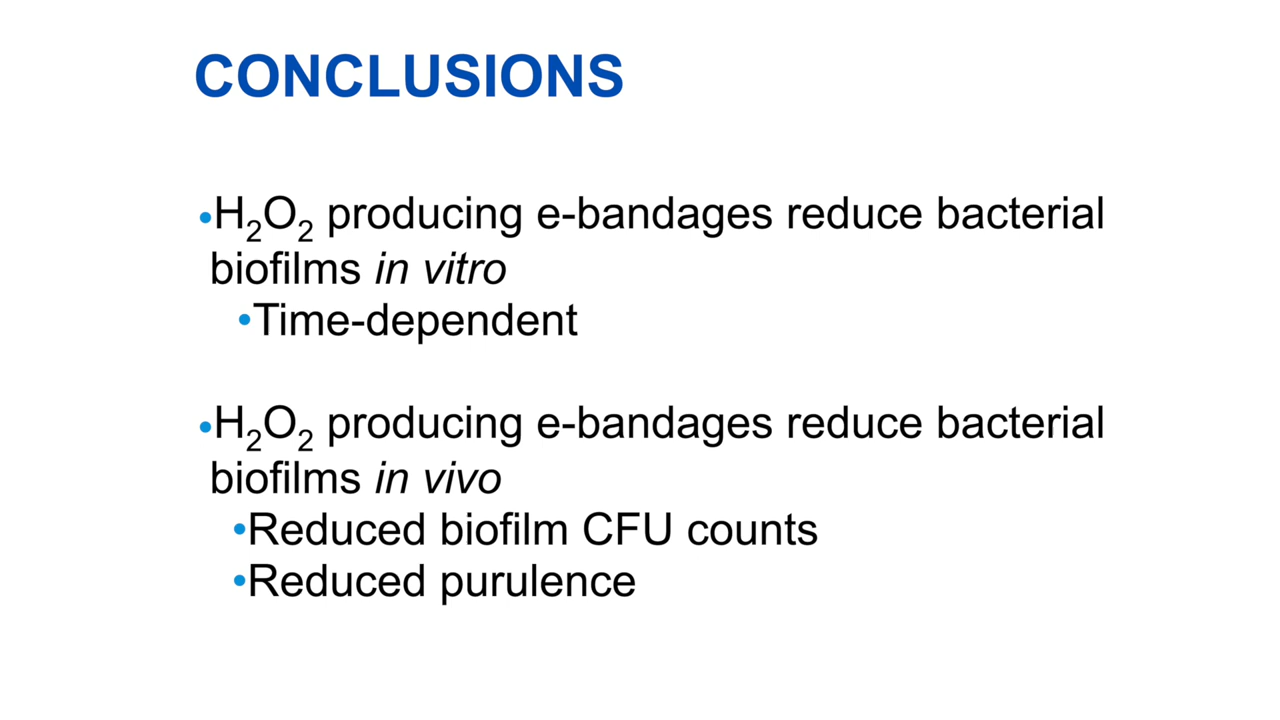 CONCLUSIONS
•H₂O₂ producing e-bandages reduce bacterial
biofilms in vitro
•Time-dependent
•H₂O₂ producing e-bandages reduce bacterial
biofilms in vivo
•Reduced biofilm CFU counts
•Reduced purulence